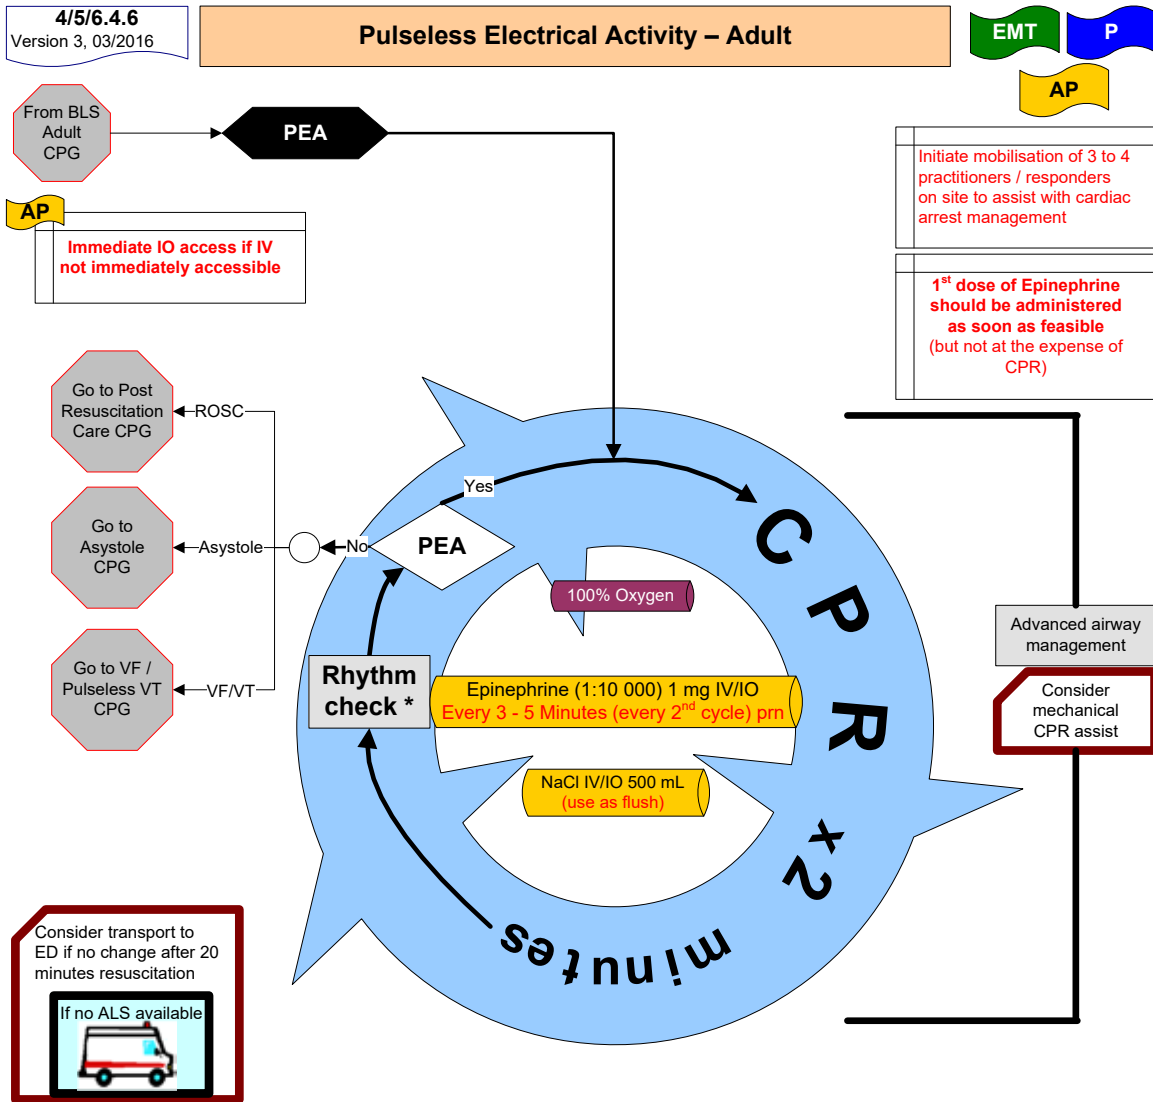 4/5/6.4.6
Version 3, 03/2016
Pulseless Electrical Activity – Adult
EMT
P
AP
From BLS
Adult
CPG
PEA
Initiate mobilisation of 3 to 4
practitioners / responders
on site to assist with cardiac
arrest management
AP
Immediate IO access if IV
not immediately accessible
1st dose of Epinephrine
should be administered
as soon as feasible
(but not at the expense of
CPR)
Go to Post
Resuscitation
Care CPG
ROSC
Yes
Go to
Asystole
CPG
Asystole
No
PEA
CPR x2 minutes
100% Oxygen
Advanced airway
management
Go to VF /
Pulseless VT
CPG
VF/VT
Rhythm
check *
Epinephrine (1:10 000) 1 mg IV/IO
Every 3 - 5 Minutes (every 2nd cycle) prn
Consider
mechanical
CPR assist
NaCl IV/IO 500 mL
(use as flush)
Consider transport to
ED if no change after 20
minutes resuscitation
If no ALS available